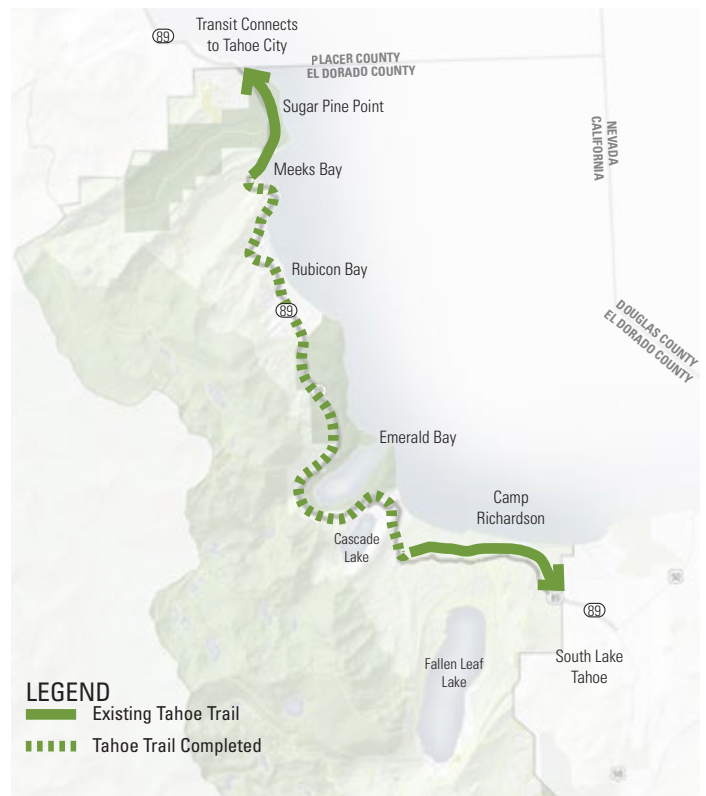 Transit Connects
to Tahoe City
89
PLACER COUNTY
EL DORADO COUNTY
Sugar Pine Point
NEVADA
CALIFORNIA
Meeks Bay
Rubicon Bay
89
DOUGLAS COUNTY
EL DORADO COUNTY
Emerald Bay
Camp
Richardson
Cascade
Lake
89
South Lake
Tahoe
Fallen Leaf
Lake
LEGEND
Existing Tahoe Trail
Tahoe Trail Completed